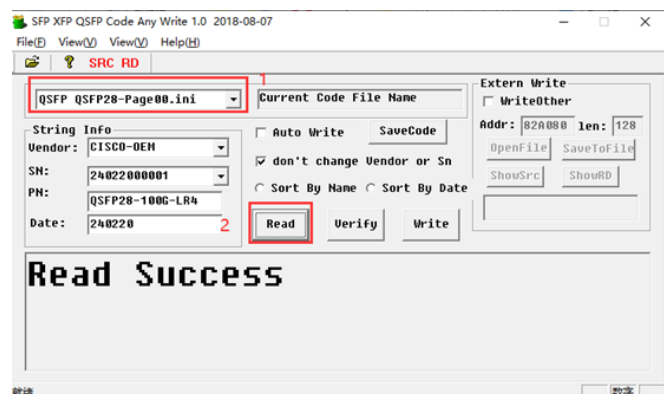 SFP XFP QSFP Code Any Write 1.0 2018-08-07
File(F) View(V) View(V) Help(H)
SRC RD
1
QSFP QSFP28-Page00.ini
Current Code File Name
Extern Write
WriteOther
Addr: 82A080 len: 128
OpenFile SaveToFile
ShowSrc ShowRD
String Info
Vendor: CISCO-OEM
SN: 24022000001
PN: QSFP28-100G-LR4
Date: 240220
Auto Write SaveCode
don't change Vendor or Sn
Sort By Name Sort By Date
2
Read Verify Write
Read Success
就绪
数字